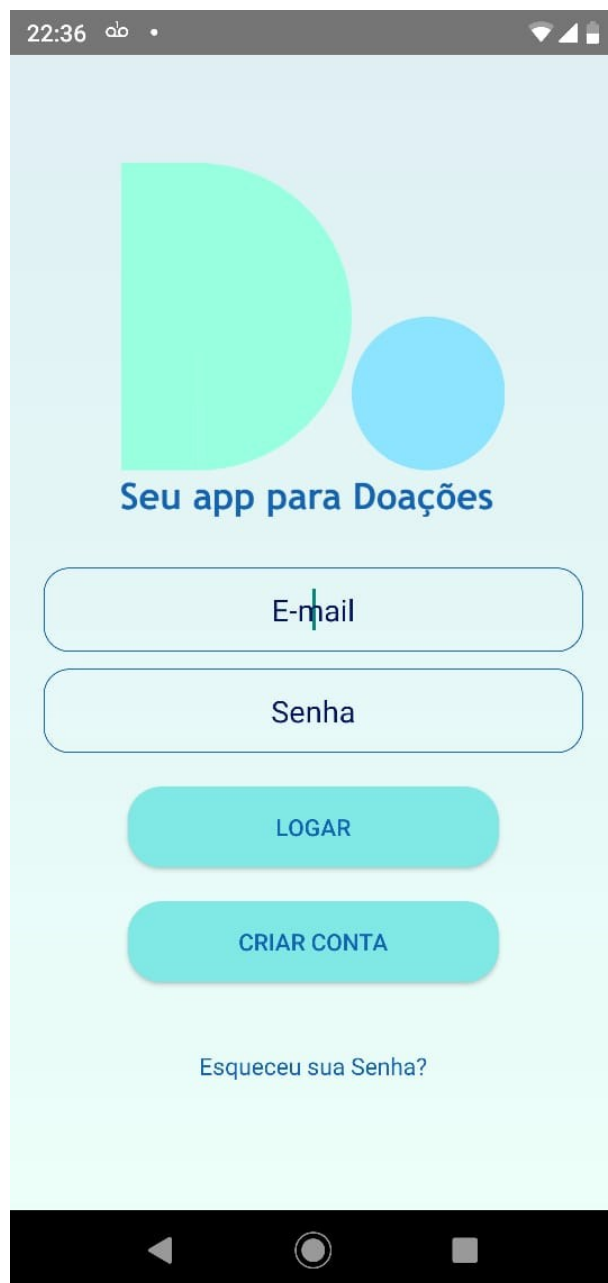 22:36
Seu app para Doações
E-mail
Senha
LOGAR
CRIAR CONTA
Esqueceu sua Senha?